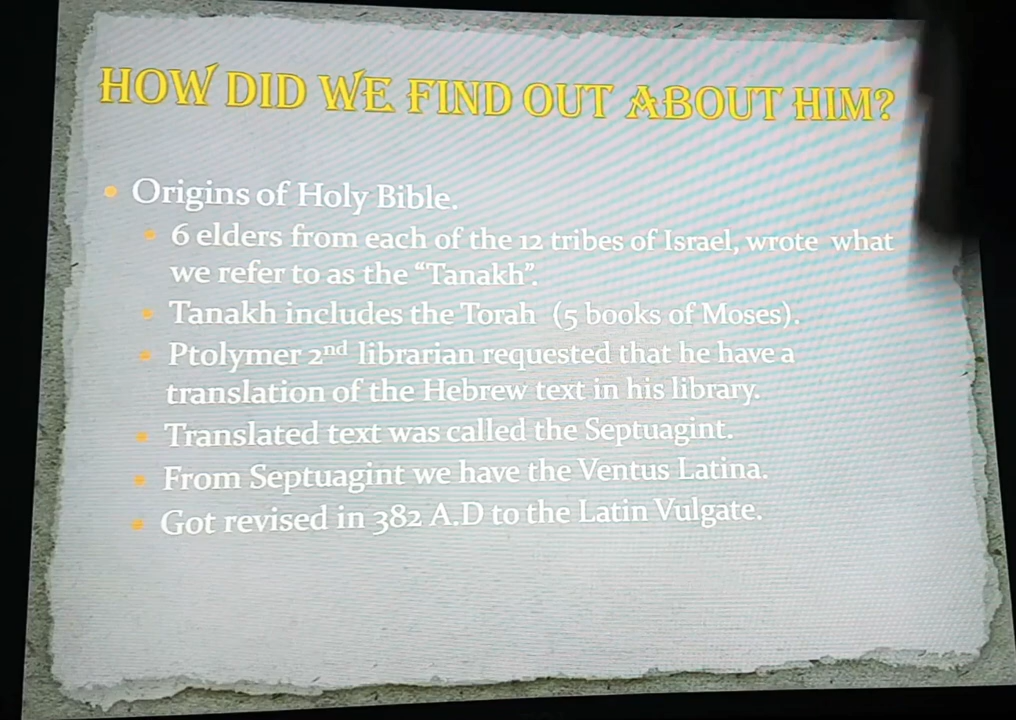 HOW DID WE FIND OUT ABOUT HIM?
Origins of Holy Bible.
6 elders from each of the 12 tribes of Israel, wrote what
we refer to as the “Tanakh”.
Tanakh includes the Torah (5 books of Moses).
Ptolymer 2nd librarian requested that he have a
translation of the Hebrew text in his library.
Translated text was called the Septuagint.
From Septuagint we have the Ventus Latina.
Got revised in 382 A.D to the Latin Vulgate.